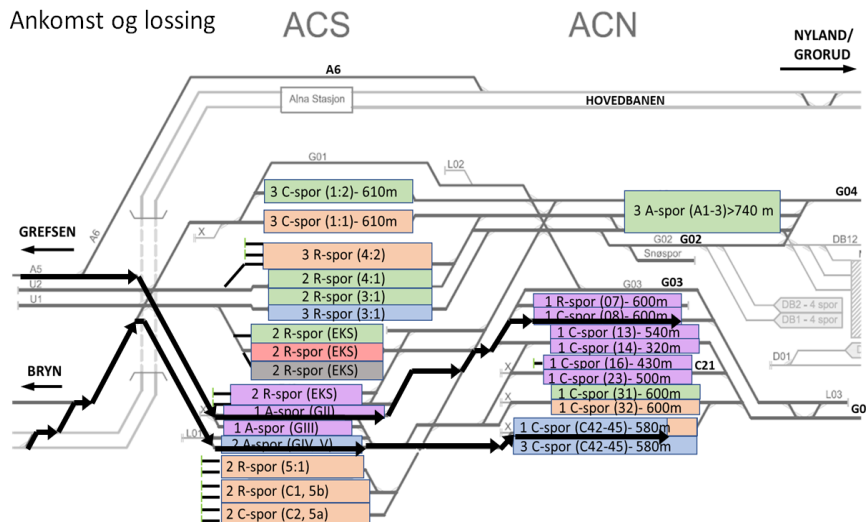 Ankomst og lossing
ACS
ACN
NYLAND/
GRORUD
A6
Alna Stasjon
HOVEDBANEN
G01
L02
3 C-spor (1:2)- 610m
3 A-spor (A1-3)>740 m
G04
3 C-spor (1:1)- 610m
X
A6
GREFSEN
G02
G02
DB12
Snøspor
3 R-spor (4:2)
A5
U2
U1
2 R-spor (4:1)
2 R-spor (3:1)
3 R-spor (3:1)
G03
G03
1 R-spor (07)- 600m
1 C-spor (08)- 600m
DB2 - 4 spor
DB1 - 4 spor
2 R-spor (EKS)
2 R-spor (EKS)
2 R-spor (EKS)
1 C-spor (13)- 540m
1 C-spor (14)- 320m
X
1 C-spor (16)- 430m
C21
1 C-spor (23)- 500m
D01
BRYN
2 R-spor (EKS)
X
1 A-spor (GII)
1 A-spor (GIII)
L01
2 A-spor (GIV, V)
X
1 C-spor (31)- 600m
1 C-spor (32)- 600m
L03
G0
X
1 C-spor (C42-45)- 580m
3 C-spor (C42-45)- 580m
2 R-spor (5:1)
2 R-spor (C1, 5b)
2 C-spor (C2, 5a)